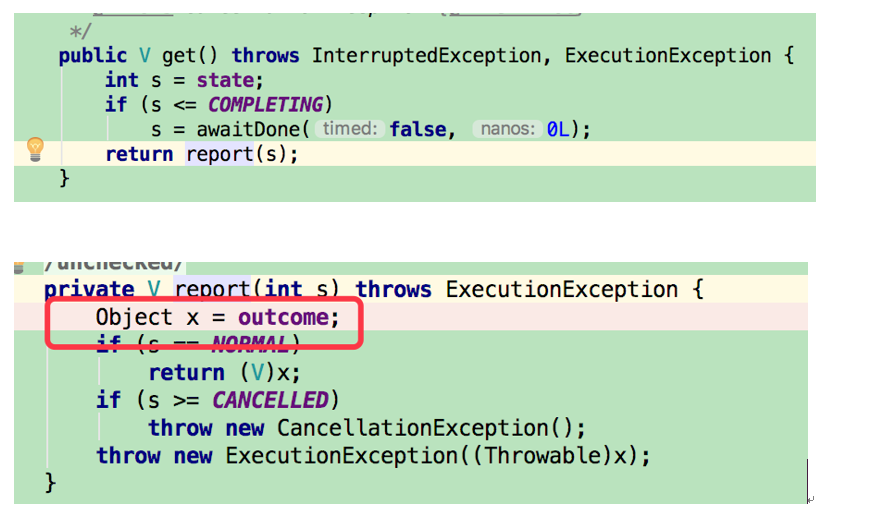 */
public V get() throws InterruptedException, ExecutionException {
int s = state;
if (s <= COMPLETING)
s = awaitDone( timed: false, nanos: 0L);
return report(s);
}
/unchecked/
private V report(int s) throws ExecutionException {
Object x = outcome;
if (s == NORMAL)
return (V)x;
if (s >= CANCELLED)
throw new CancellationException();
throw new ExecutionException((Throwable)x);
}